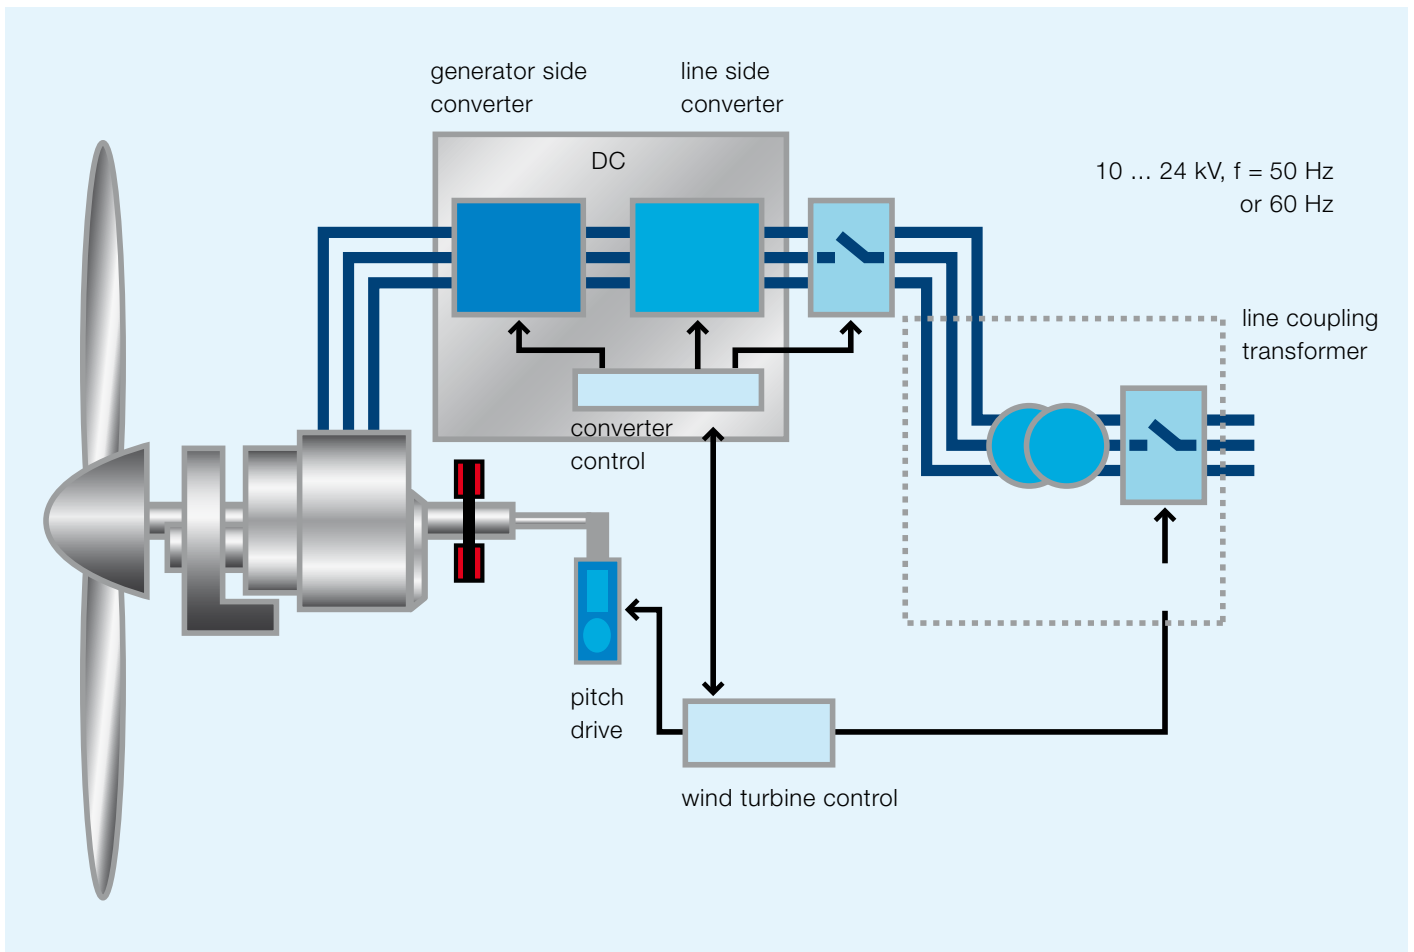 generator side
converter
line side
converter
DC
10 ... 24 kV, f = 50 Hz
or 60 Hz
line coupling
transformer
converter
control
pitch
drive
wind turbine control